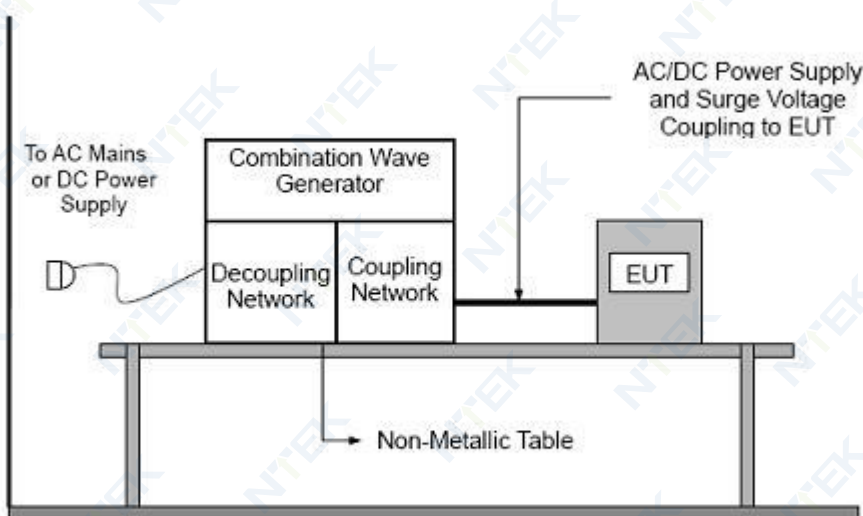 AC/DC Power Supply
and Surge Voltage
Coupling to EUT
To AC Mains
or DC Power
Supply
Combination Wave
Generator
Decoupling
Network
Coupling
Network
EUT
Non-Metallic Table
NTEK